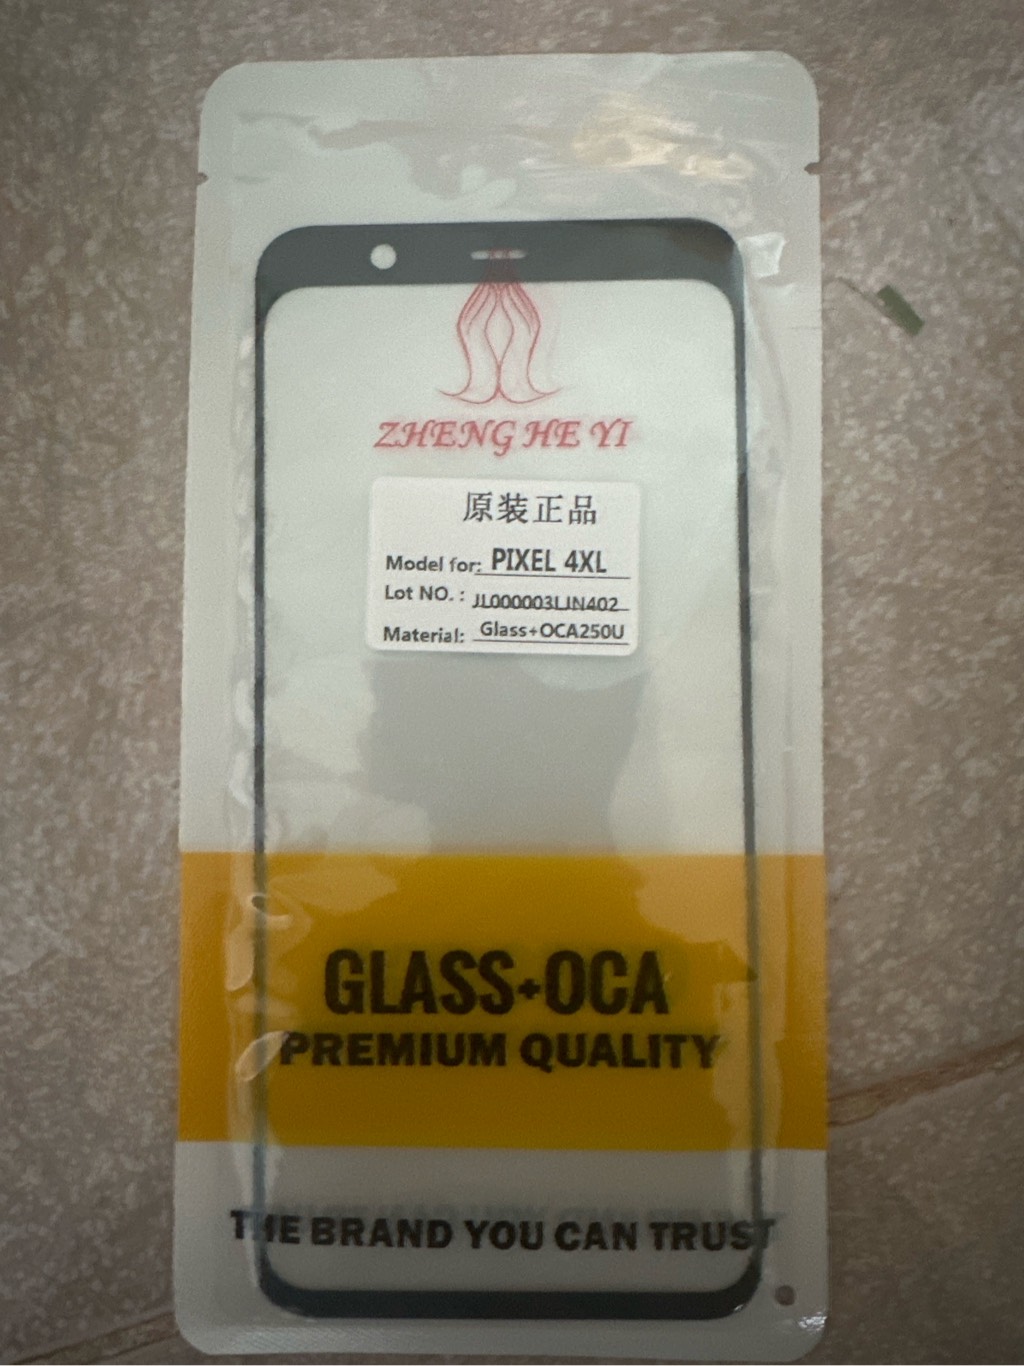 ZHENG HE YI
原装正品
Model for: PIXEL 4XL
Lot NO. : JL000003LJN402
Material: Glass+OCA250U
GLASS+OCA
PREMIUM QUALITY
THE BRAND YOU CAN TRUST